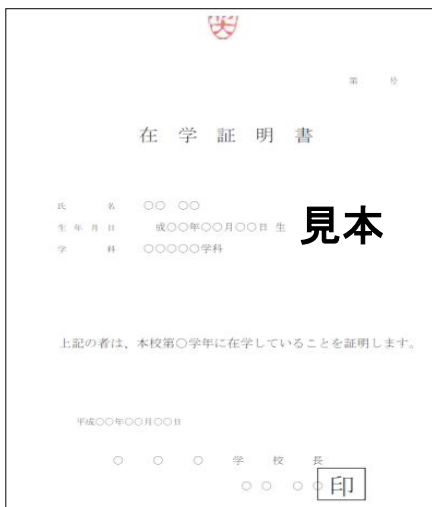 第 号
在学証明書
氏 名 ○○ ○○
生年月日 成○○年○○月○○日 生
見本
学 科 ○○○○○学科
上記の者は、本校第○学年に在学していることを証明します。
平成○○年○○月○○日
○ ○ ○ 学 校 長
○ ○ ○ 印